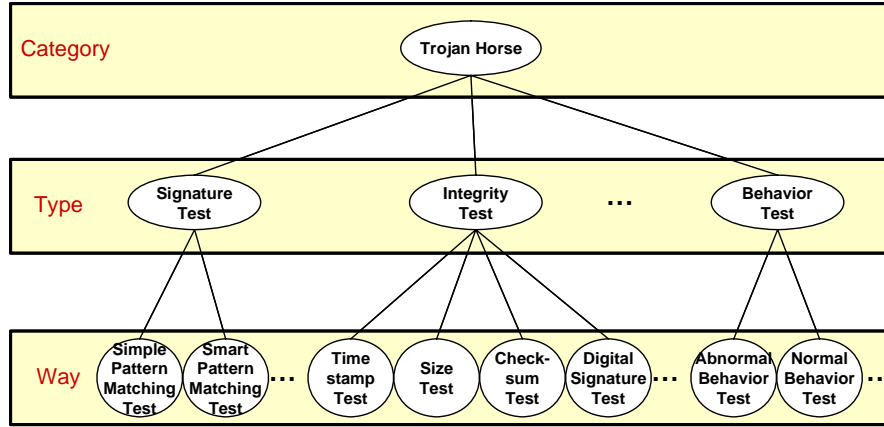 Category
Trojan Horse
Type
Signature
Test
Integrity
Test
...
Behavior
Test
Way
Simple
Pattern
Matching
Test
Smart
Pattern
Matching
Test
...
Time
stamp
Test
Size
Test
Check-
sum
Test
Digital
Signature
Test
...
Abnormal
Behavior
Test
Normal
Behavior
Test
...